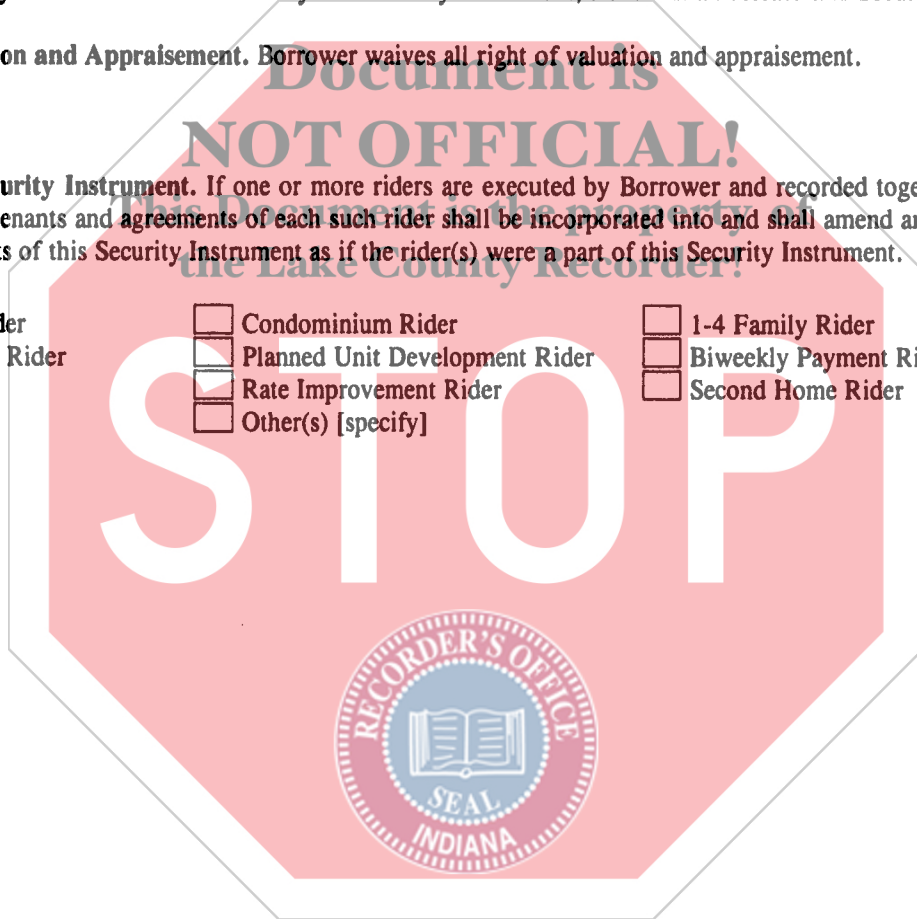 on and Appraisement. Borrower waives all right of valuation and appraisement.
Document is
NOT OFFICIAL!
urity Instrument. If one or more riders are executed by Borrower and recorded toge
This Document is the property of
enants and agreements of each such rider shall be incorporated into and shall amend a
s of this Security Instrument as if the rider(s) were a part of this Security Instrument.
the Lake County Recorder!
der Condominium Rider 1-4 Family Rider
Rider Planned Unit Development Rider Biweekly Payment Ri
Rate Improvement Rider Second Home Rider
Other(s) [specify]
STOP
RECORDER'S OFFICE
SEAL
INDIANA